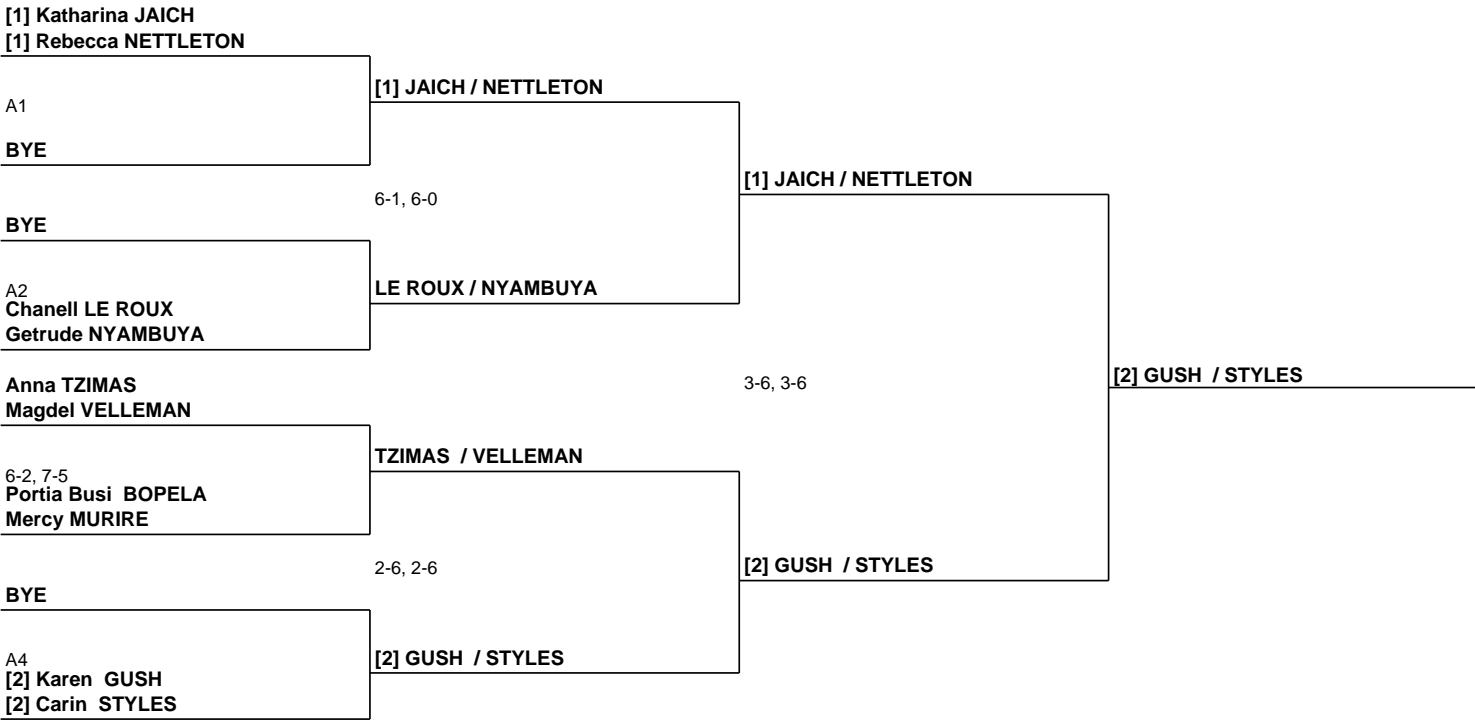 [1] Katharina JAICH
[1] Rebecca NETTLETON
[1] JAICH / NETTLETON
A1
BYE
[1] JAICH / NETTLETON
6-1, 6-0
BYE
A2
LE ROUX / NYAMBUYA
Chanell LE ROUX
Getrude NYAMBUYA
[2] GUSH / STYLES
Anna TZIMAS
3-6, 3-6
Magdel VELLEMAN
TZIMAS / VELLEMAN
6-2, 7-5
Portia Busi BOPELA
Mercy MURIRE
[2] GUSH / STYLES
2-6, 2-6
BYE
A4
[2] GUSH / STYLES
[2] Karen GUSH
[2] Carin STYLES